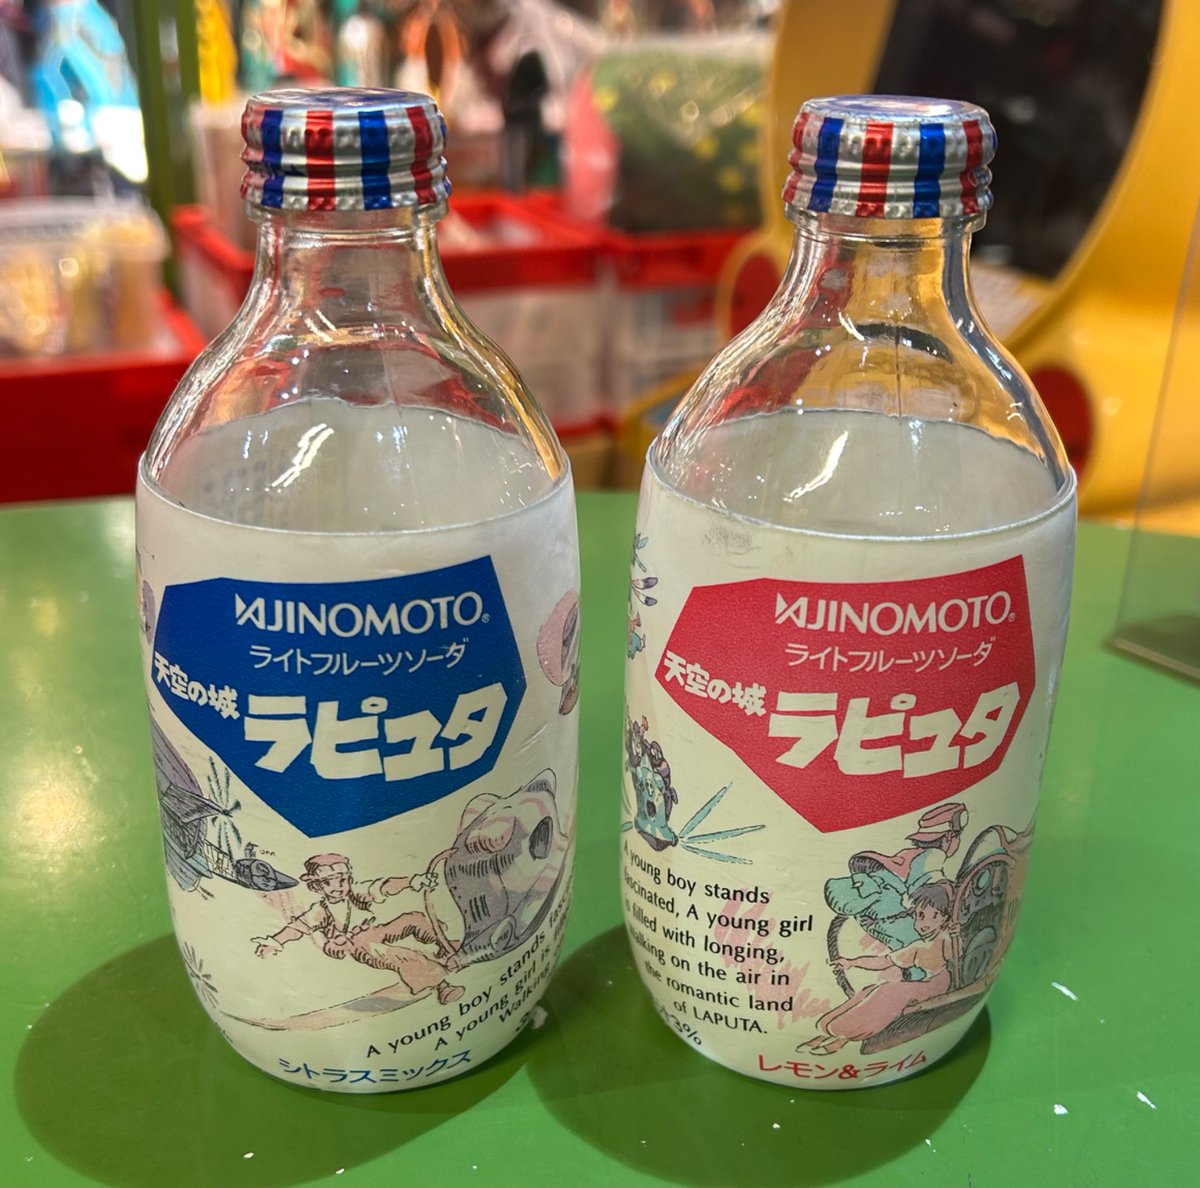 AJINOMOTO®
ライトフルーツソーダ
天空の城
ラピュタ
A young boy stands
A young girl is
Walking
シトラスミックス
AJINOMOTO®
ライトフルーツソーダ
天空の城
ラピュタ
A young boy stands
fascinated, A young girl
is filled with longing,
Walking on the air in
the romantic land
of LAPUTA.
レモン&ライム